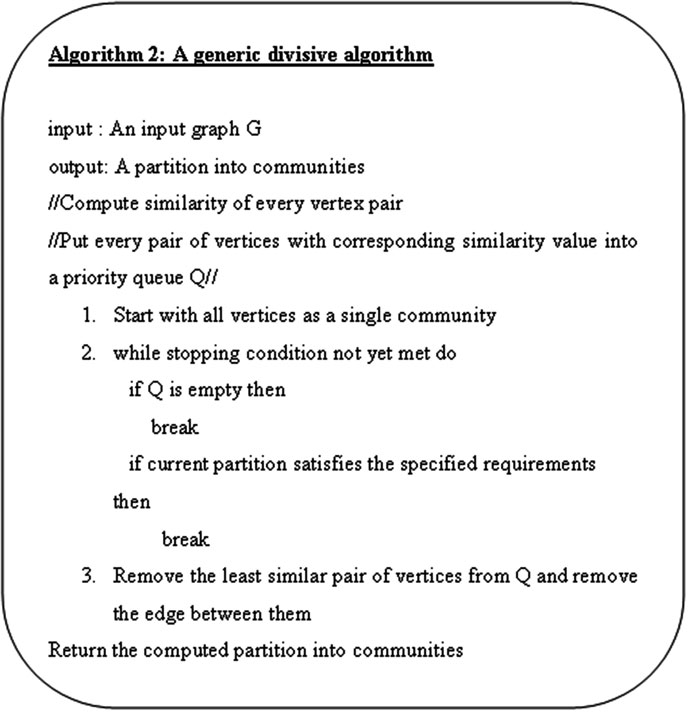 Algorithm 2: A generic divisive algorithm
input : An input graph G
output: A partition into communities
//Compute similarity of every vertex pair
//Put every pair of vertices with corresponding similarity value into
a priority queue Q//
1. Start with all vertices as a single community
2. while stopping condition not yet met do
if Q is empty then
break
if current partition satisfies the specified requirements
then
break
3. Remove the least similar pair of vertices from Q and remove
the edge between them
Return the computed partition into communities